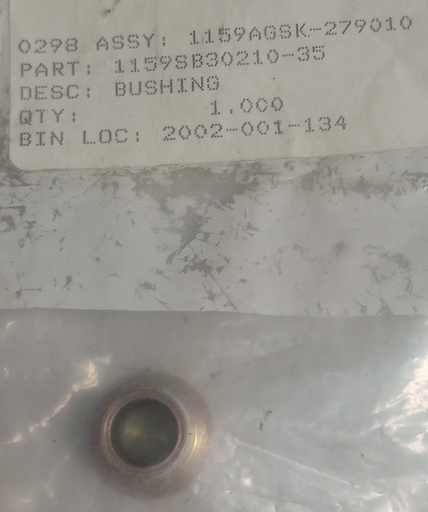 0298 ASSY: 1159AGSK-279010
PART: 1159SB30210-35
DESC: BUSHING
QTY: 1.000
BIN LOC: 2002-001-134